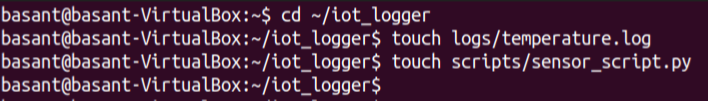 basant@basant-VirtualBox:~$ cd ~/iot_logger
basant@basant-VirtualBox:~/iot_logger$ touch logs/temperature.log
basant@basant-VirtualBox:~/iot_logger$ touch scripts/sensor_script.py
basant@basant-VirtualBox:~/iot_logger$